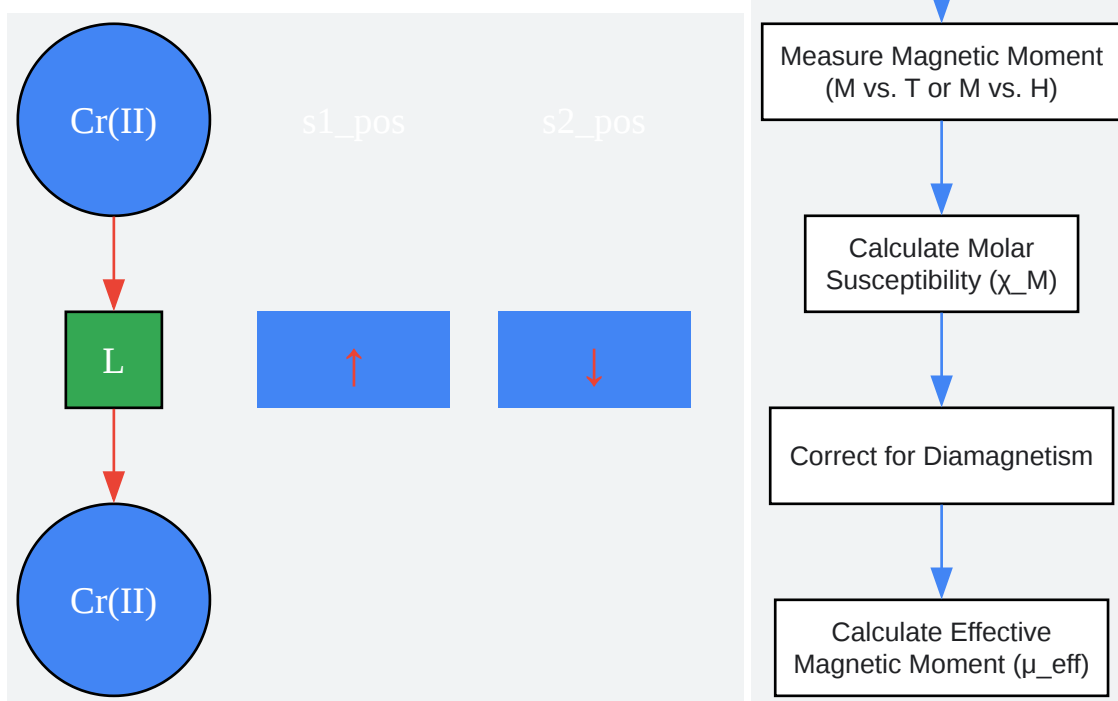 Cr(II)
s1_pos
s2_pos
L
↑
↓
Cr(II)
Measure Magnetic Moment
(M vs. T or M vs. H)
Calculate Molar
Susceptibility (χ_M)
Correct for Diamagnetism
Calculate Effective
Magnetic Moment (μ_eff)